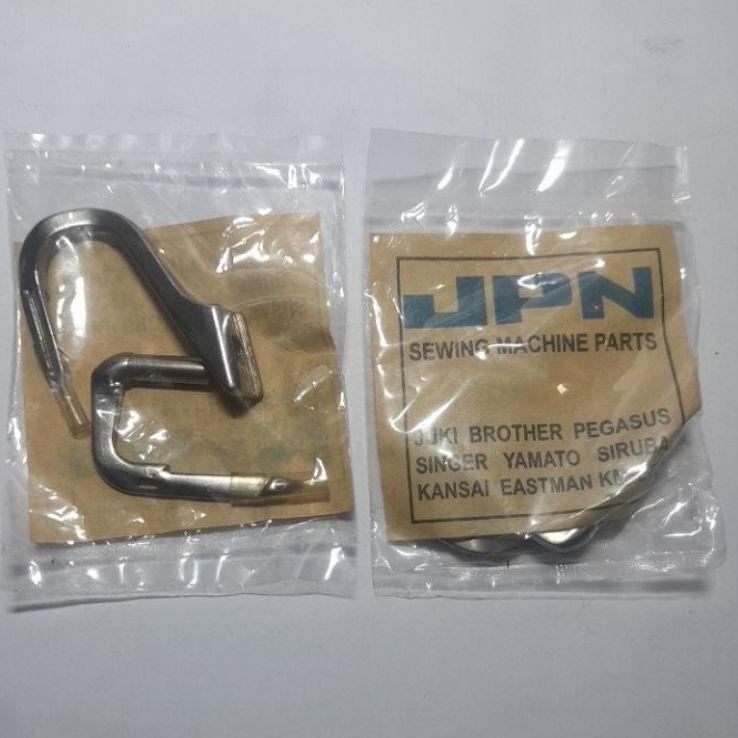 JPN
SEWING MACHINE PARTS
JUKI BROTHER PEGASUS
SINGER YAMATO SIRUBA
KANSAI EASTMAN